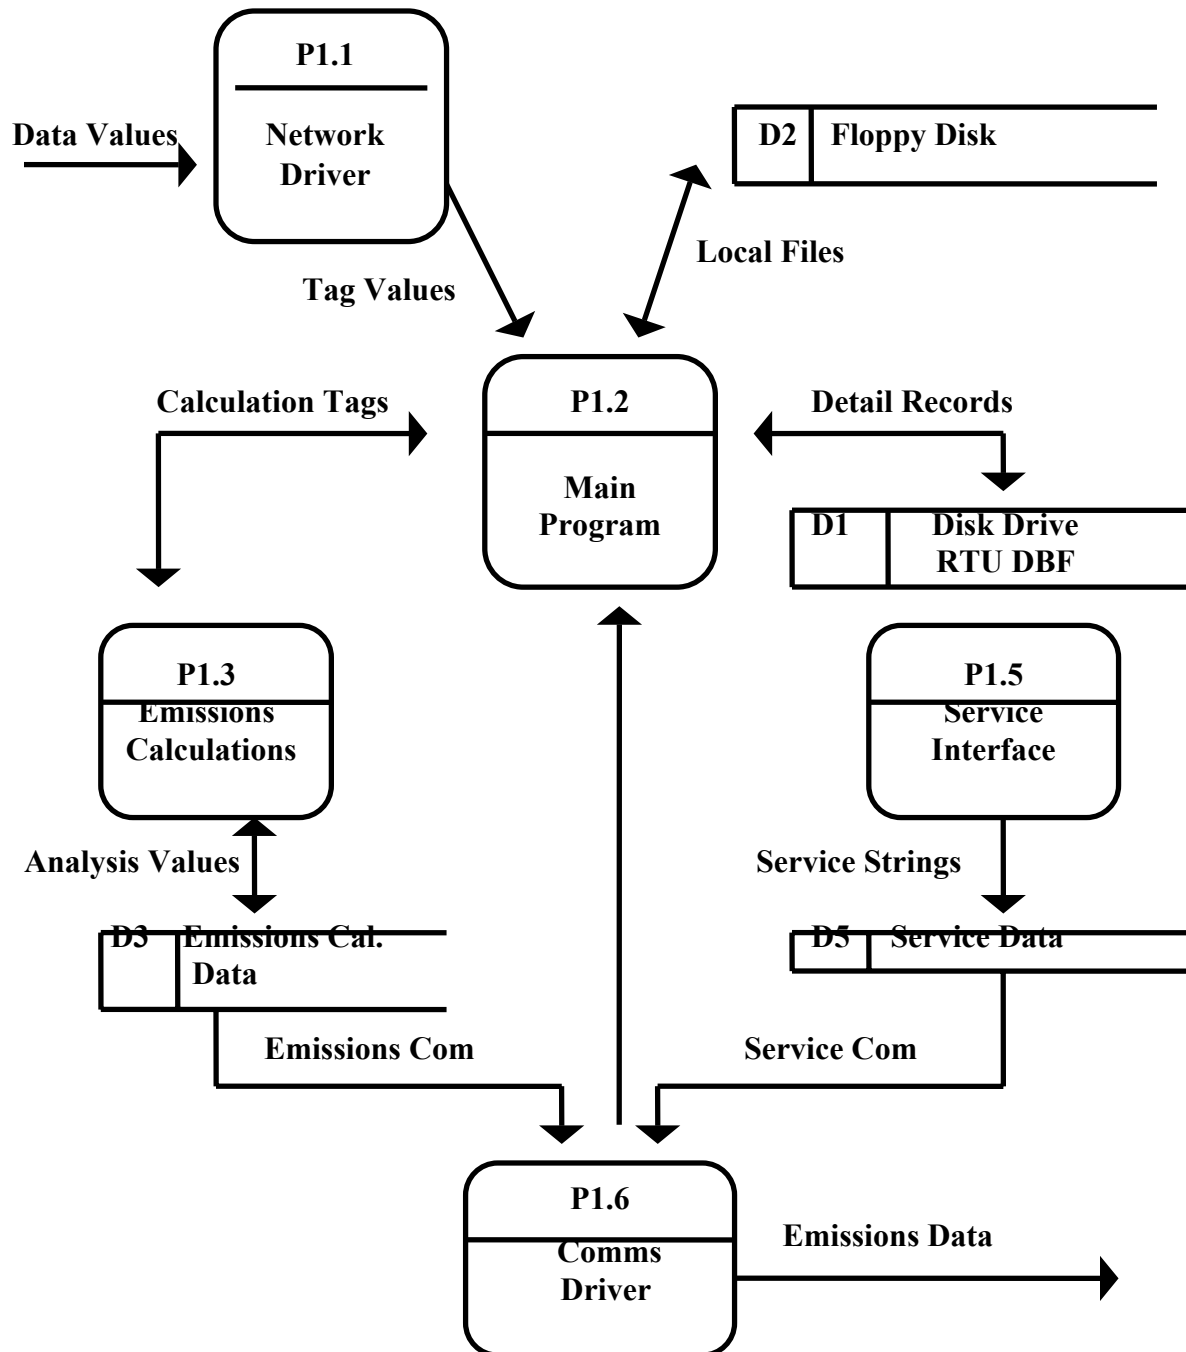 P1.1
Data Values
Network
Driver
D2 Floppy Disk
Local Files
Tag Values
Calculation Tags
P1.2
Detail Records
Main
Program
D1 Disk Drive
RTU DBF
P1.3
Emissions
Calculations
P1.5
Service
Interface
Analysis Values
Service Strings
D3 Emissions Cal.
Data
D5 Service Data
Emissions Com
Service Com
P1.6
Comms
Driver
Emissions Data